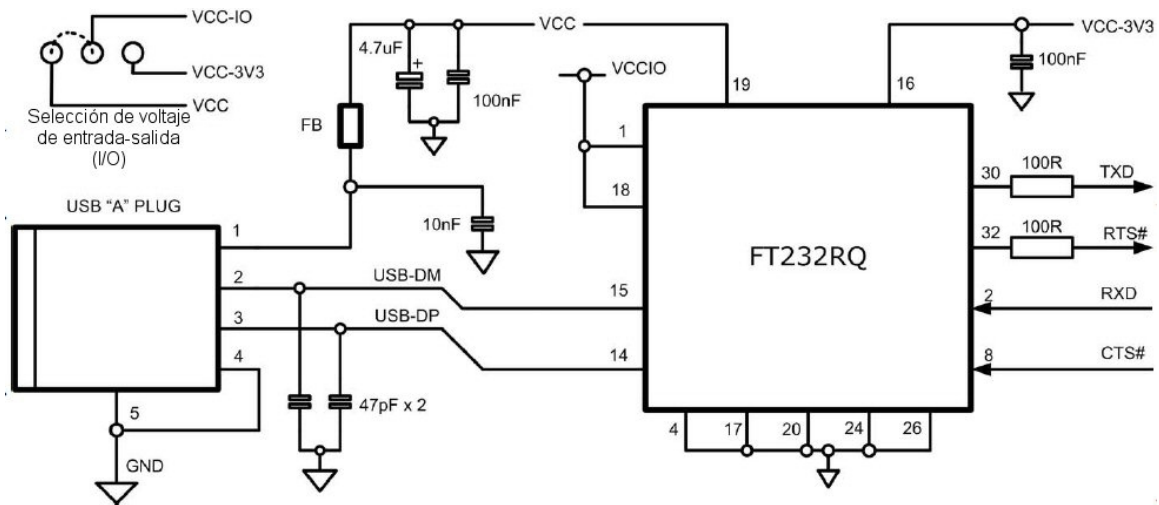 VCC-IO
VCC-3V3
VCC
Selección de voltaje
de entrada-salida
(I/O)
4.7uF
+
100nF
VCC
FB
VCCIO
19
16
VCC-3V3
100nF
1
18
USB "A" PLUG
1
10nF
2
USB-DM
15
3
USB-DP
14
4
47pF x 2
5
GND
FT232RQ
30
100R
TXD
32
100R
RTS#
2
RXD
8
CTS#
4
17
20
24
26